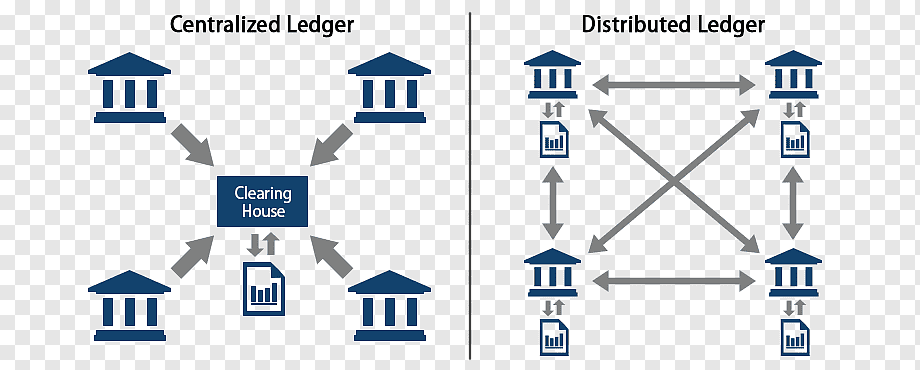 Centralized Ledger
Distributed Ledger
Clearing
House